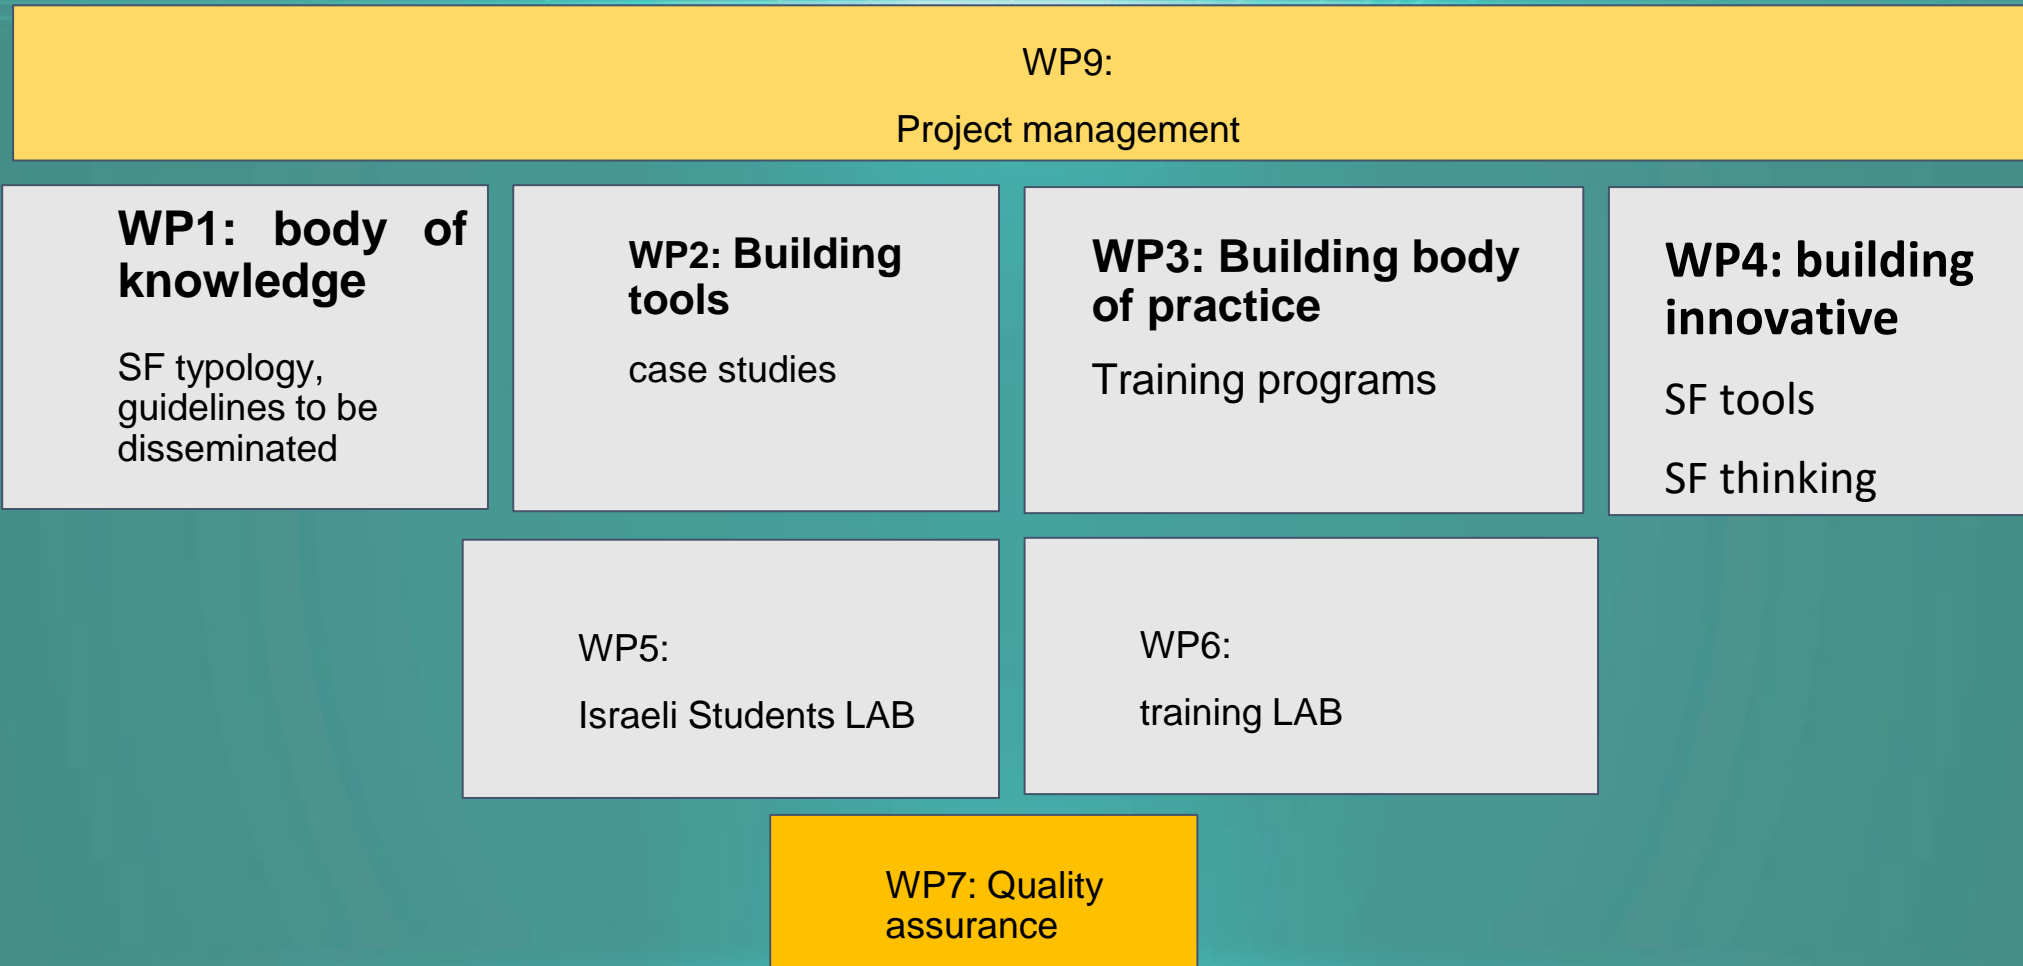 WP9:
Project management
WP1: body of
knowledge
SF typology,
guidelines to be
disseminated
WP2: Building
tools
case studies
WP3: Building body
of practice
Training programs
WP4: building
innovative
SF tools
SF thinking
WP5:
Israeli Students LAB
WP6:
training LAB
WP7: Quality
assurance